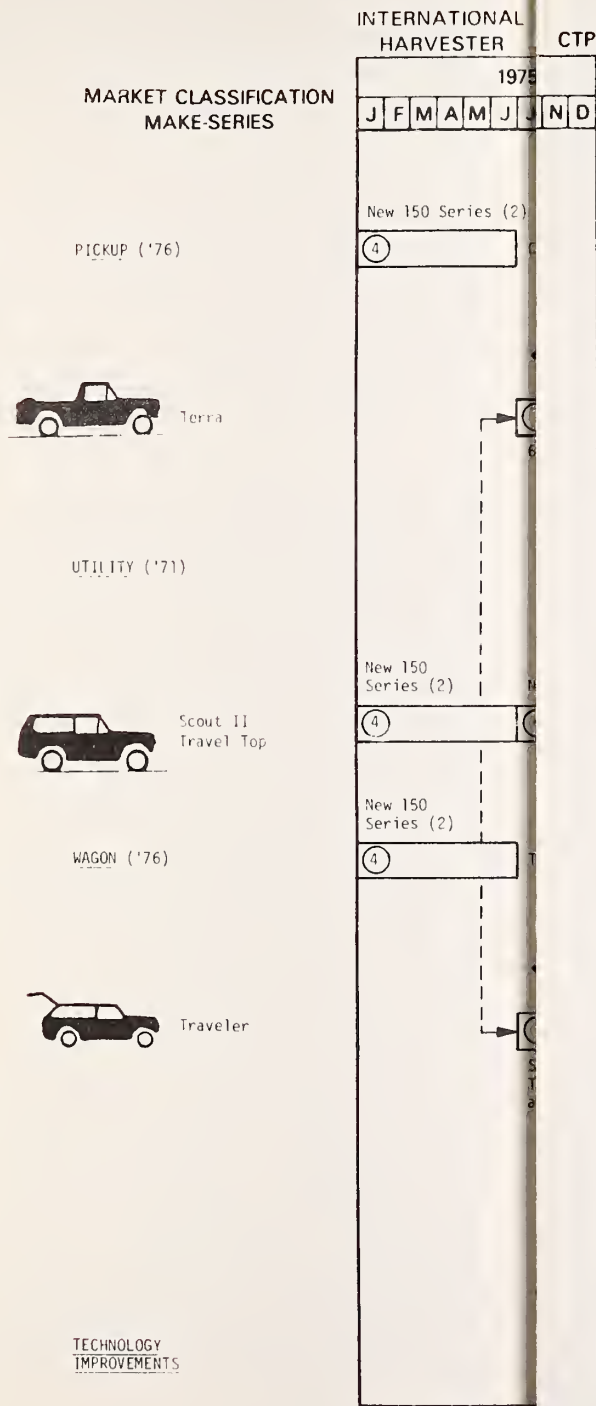 INTERNATIONAL
HARVESTER CTP
1975
MARKET CLASSIFICATION
MAKE-SERIES
J F M A M J J N D
New 150 Series (2)
PICKUP ('76)
4
Terra
6
UTILITY ('71)
New 150
Series (2)
N
Scout II
Travel Top
4
New 150
Series (2)
WAGON ('76)
4
T
Traveler
S
T
a
TECHNOLOGY
IMPROVEMENTS